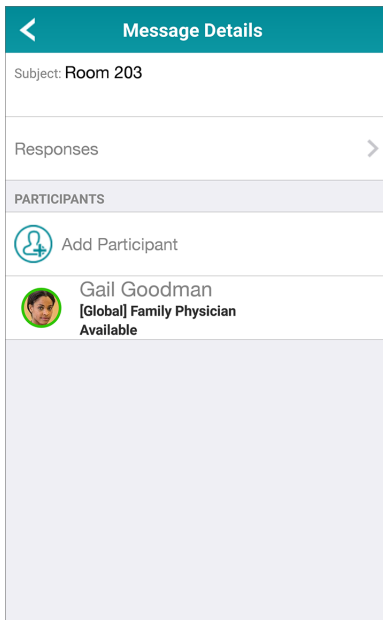 Message Details
Subject: Room 203
Responses
PARTICIPANTS
Add Participant
Gail Goodman
[Global] Family Physician
Available